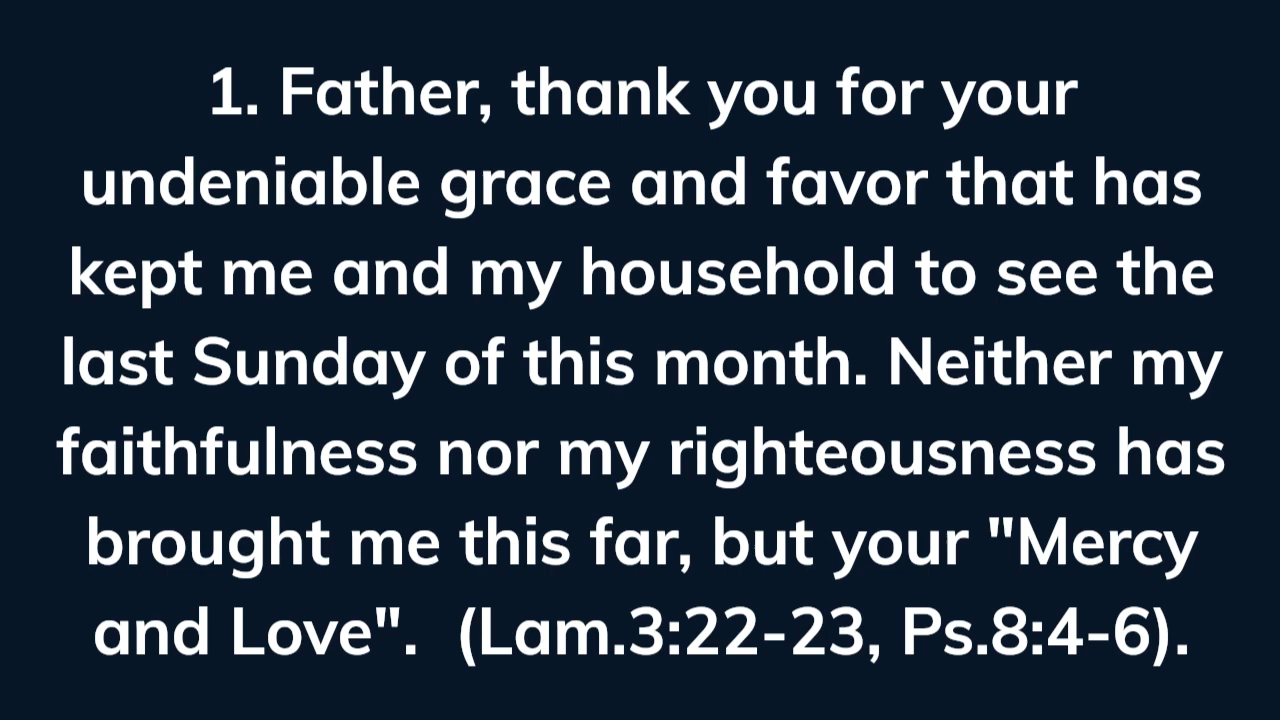 1. Father, thank you for your
undeniable grace and favor that has
kept me and my household to see the
last Sunday of this month. Neither my
faithfulness nor my righteousness has
brought me this far, but your "Mercy
and Love".  (Lam.3:22-23, Ps.8:4-6).